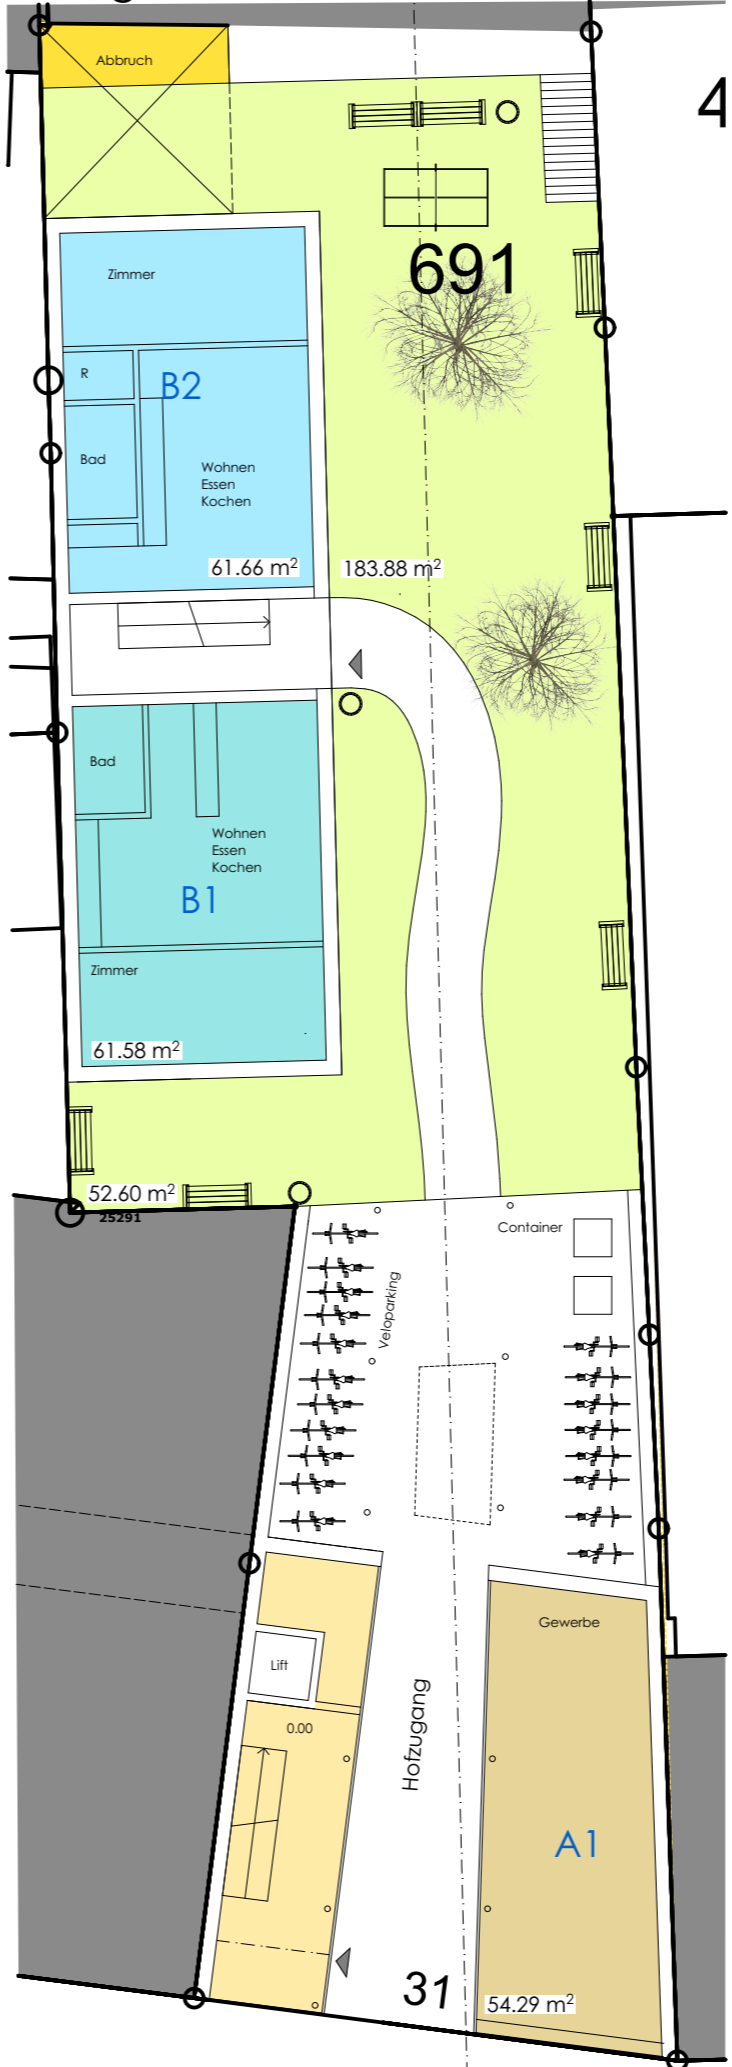 Abbruch
4
691
Zimmer
R
B2
Bad
Wohnen
Essen
Kochen
61.66 m²
183.88 m²
Bad
Wohnen
Essen
Kochen
B1
Zimmer
61.58 m²
52.60 m²
25291
Container
Veloparking
Gewerbe
Lift
Hofzugang
0.00
A1
31
54.29 m²